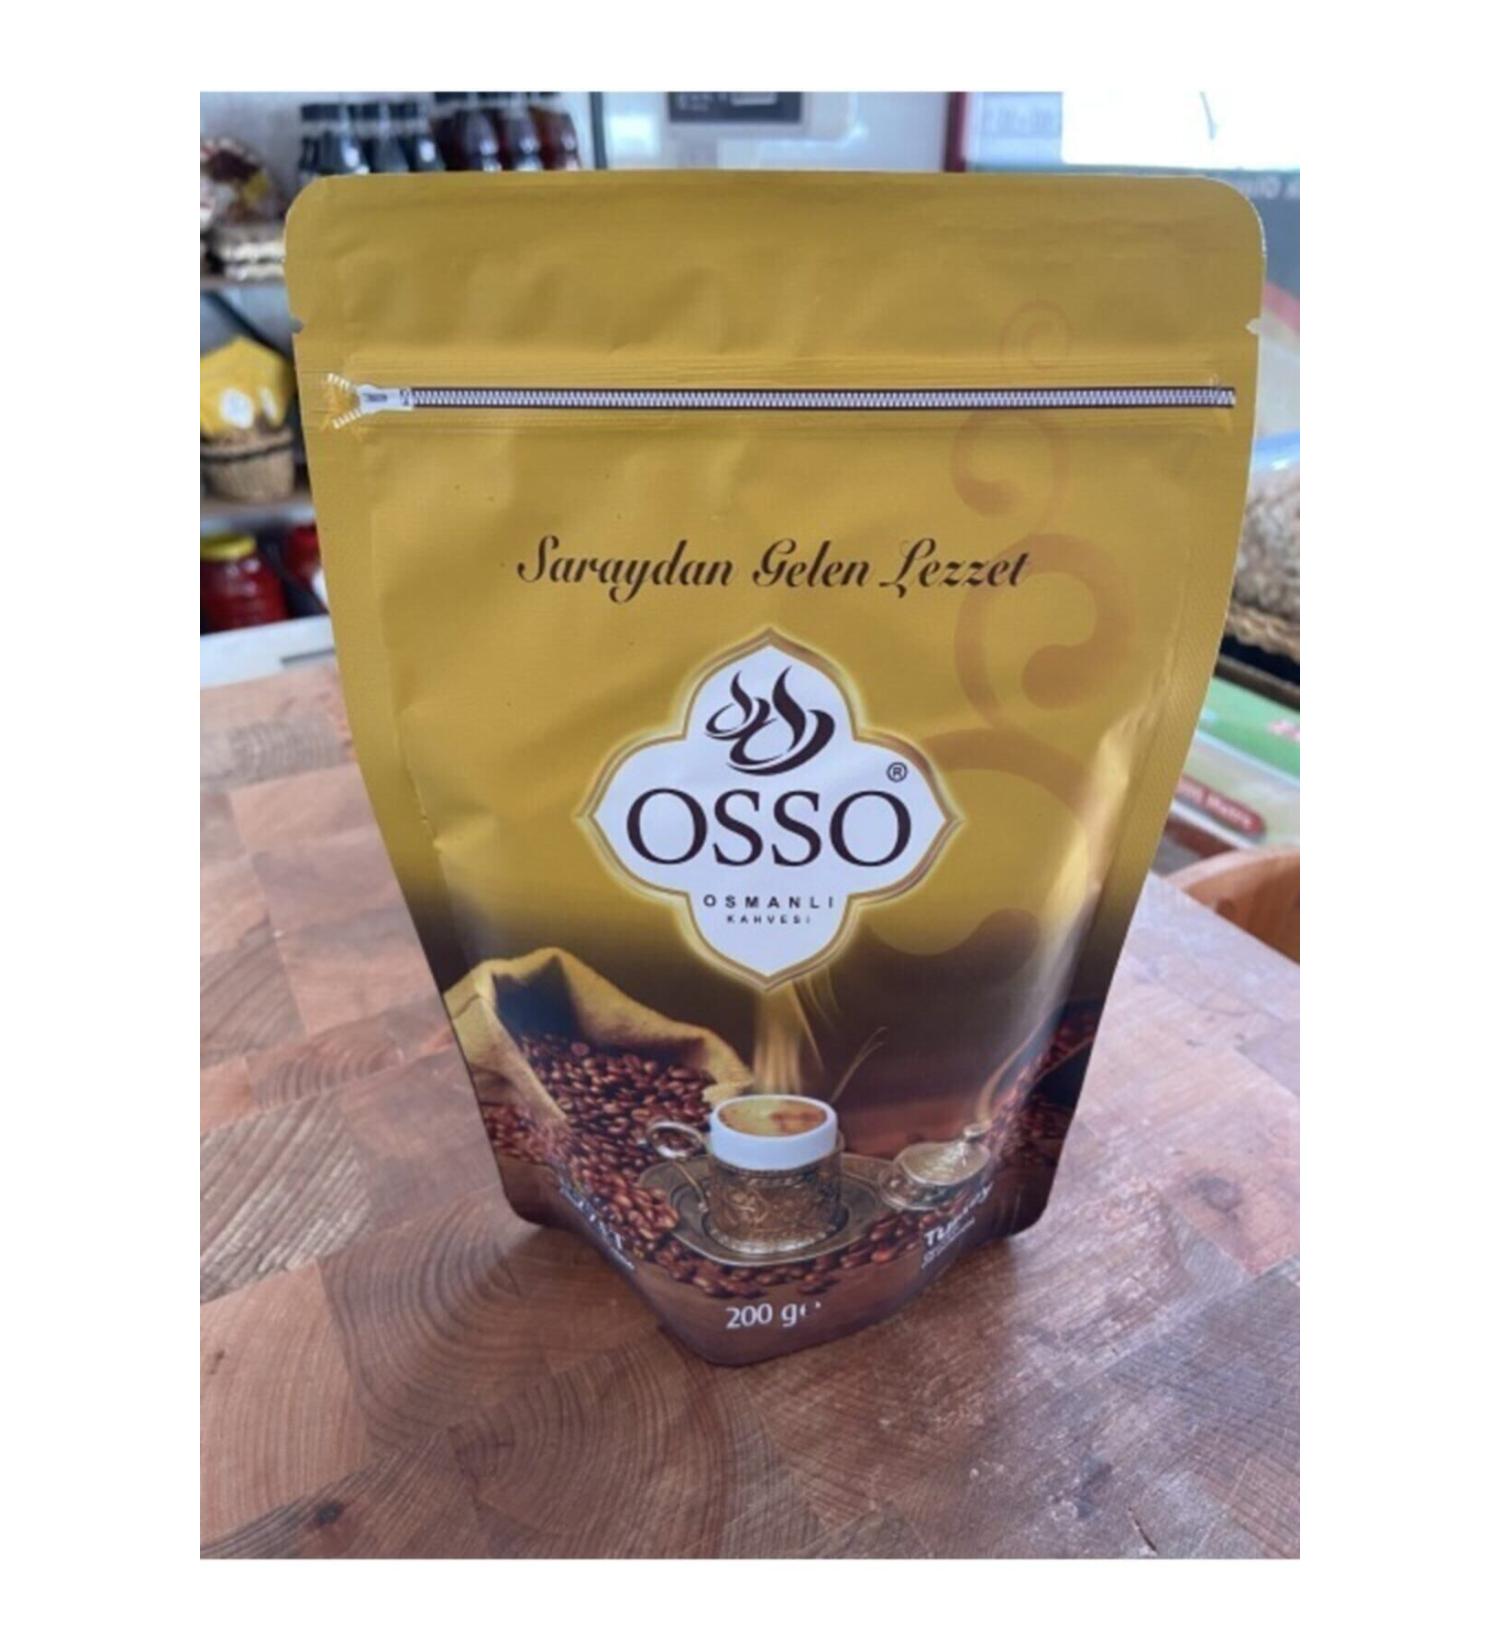 Saraydan Gelen Lezzet
®
OSSO
OSMANLI
KAHVESİ
200